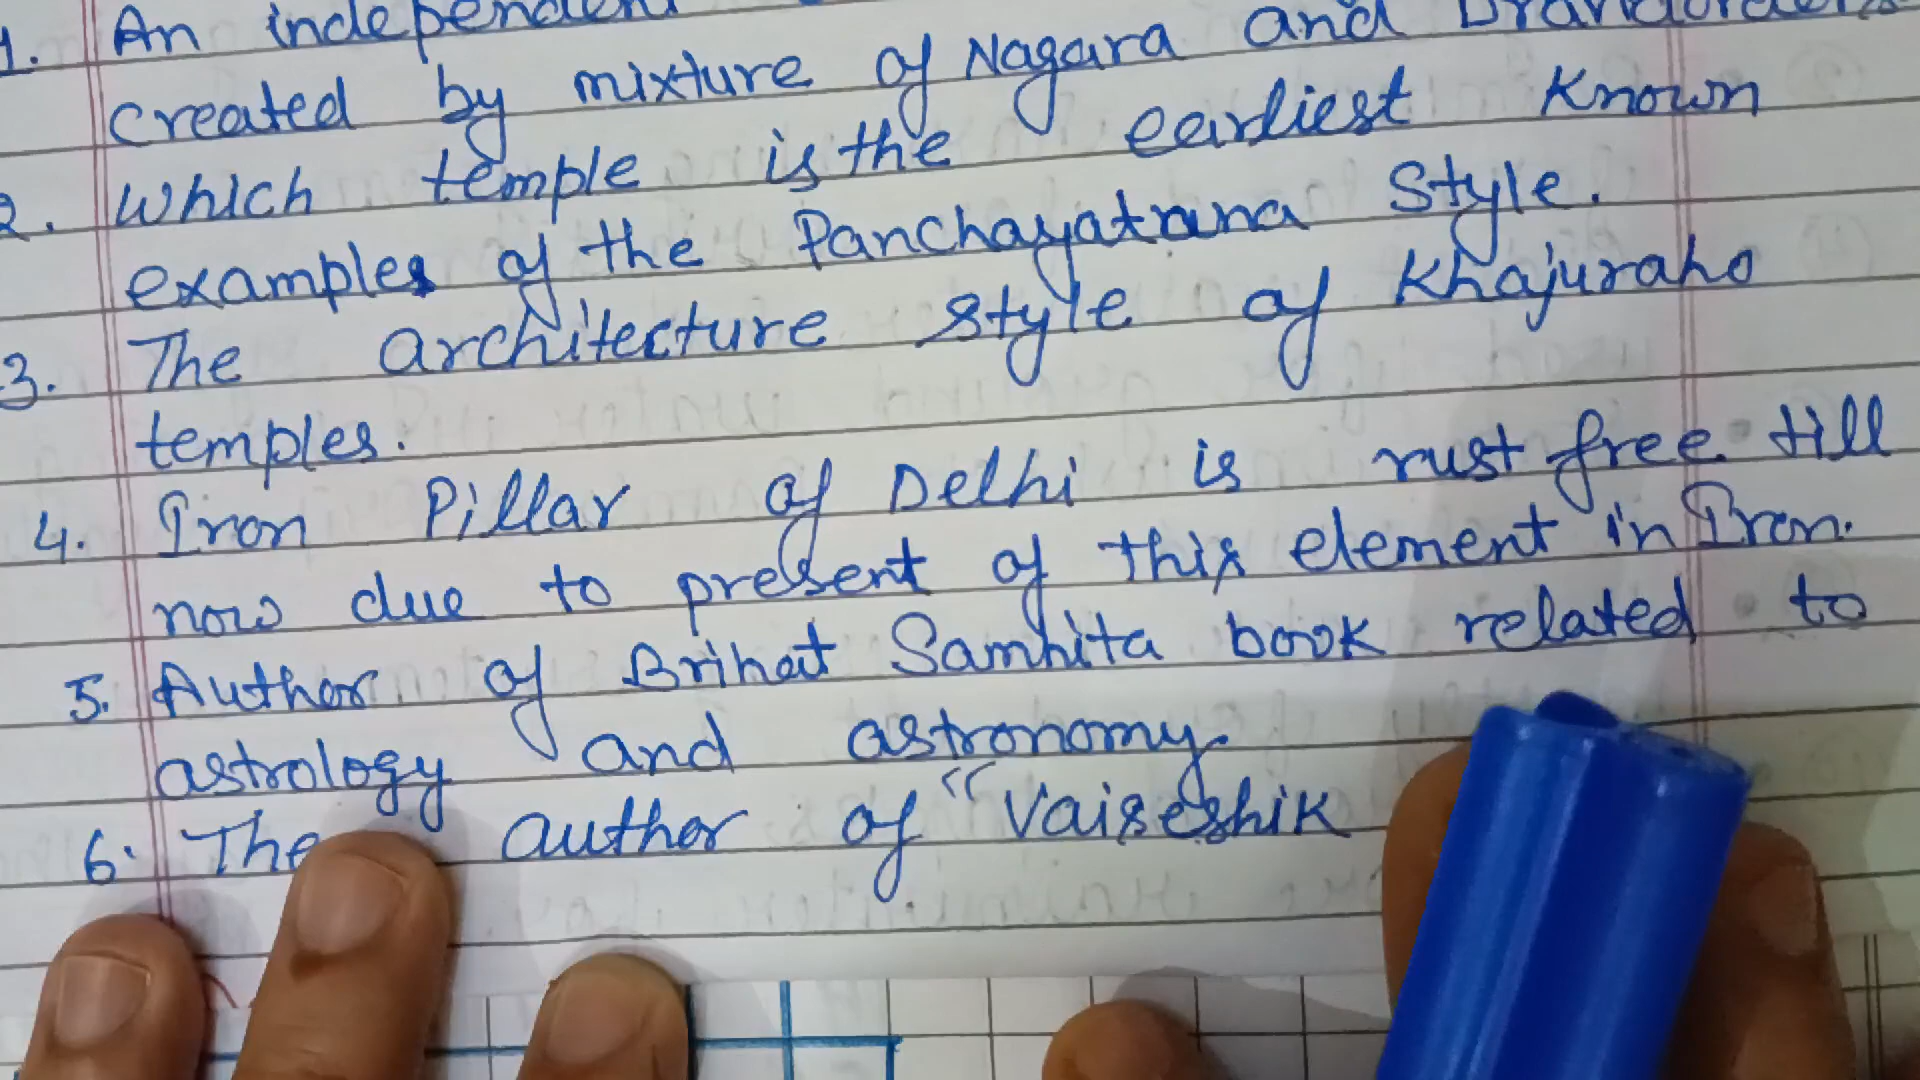 1. An independent
created by mixture of Nagara and
2. Which temple is the earliest known
examples of the Panchayatana Style.
3. The architecture style of Khajuraho
temples.
4. Iron Pillar of Delhi is rust free till
now due to present of this element in Iron.
5. Author of Brihat Samhita book related to
astrology and astronomy.
6. The author of "Vaiseshik